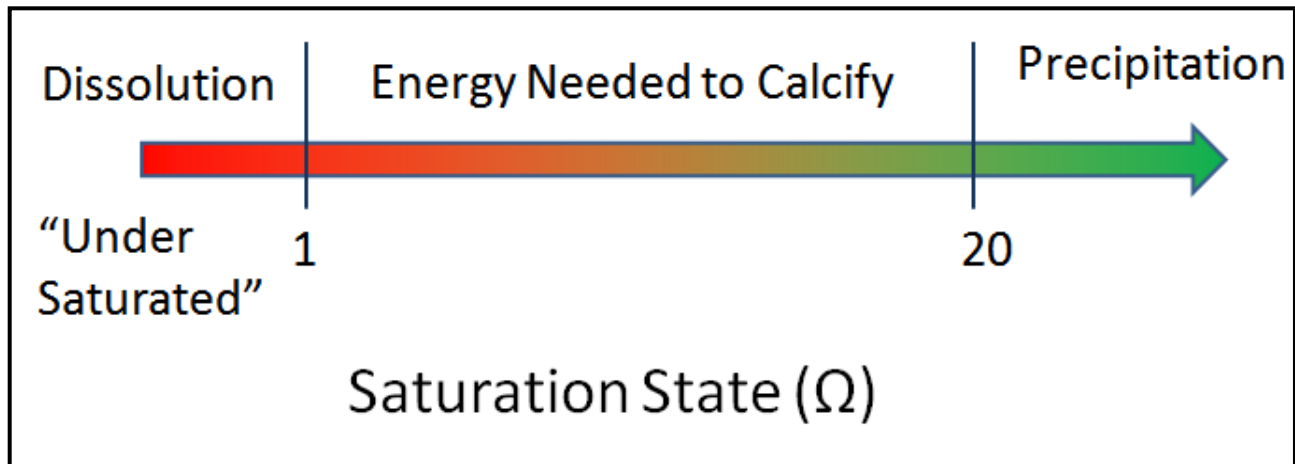 Dissolution
Energy Needed to Calcify
Precipitation
“Under
Saturated”
1
20
Saturation State (Ω)